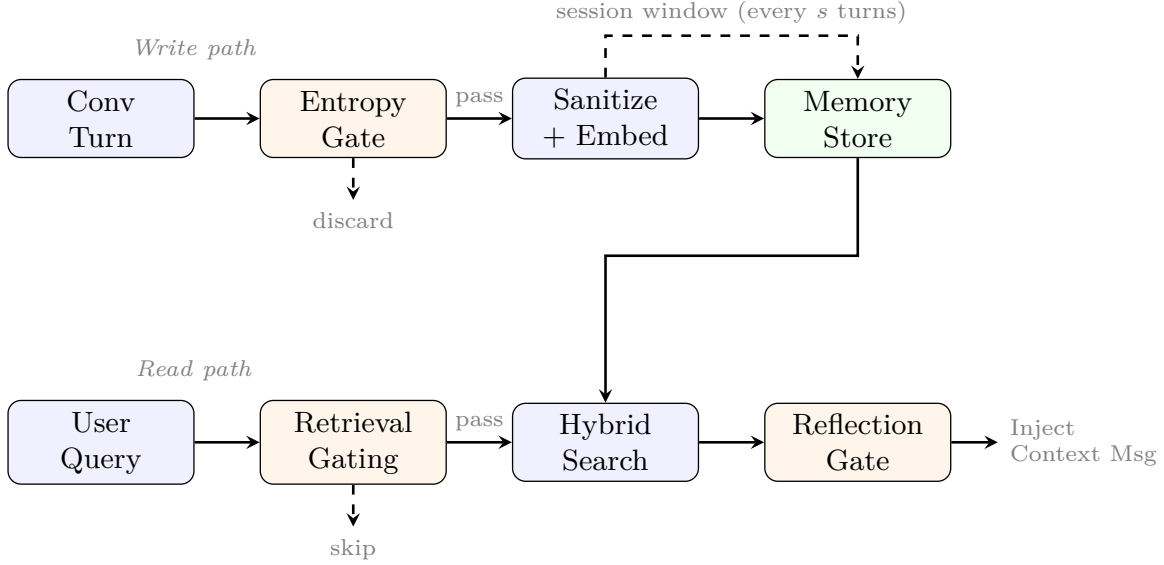 session window (every s turns)
Write path
Conv
Turn
Entropy
Gate
pass
Sanitize
+ Embed
Memory
Store
discard
Read path
User
Query
Retrieval
Gating
pass
Hybrid
Search
Reflection
Gate
Inject
Context Msg
skip